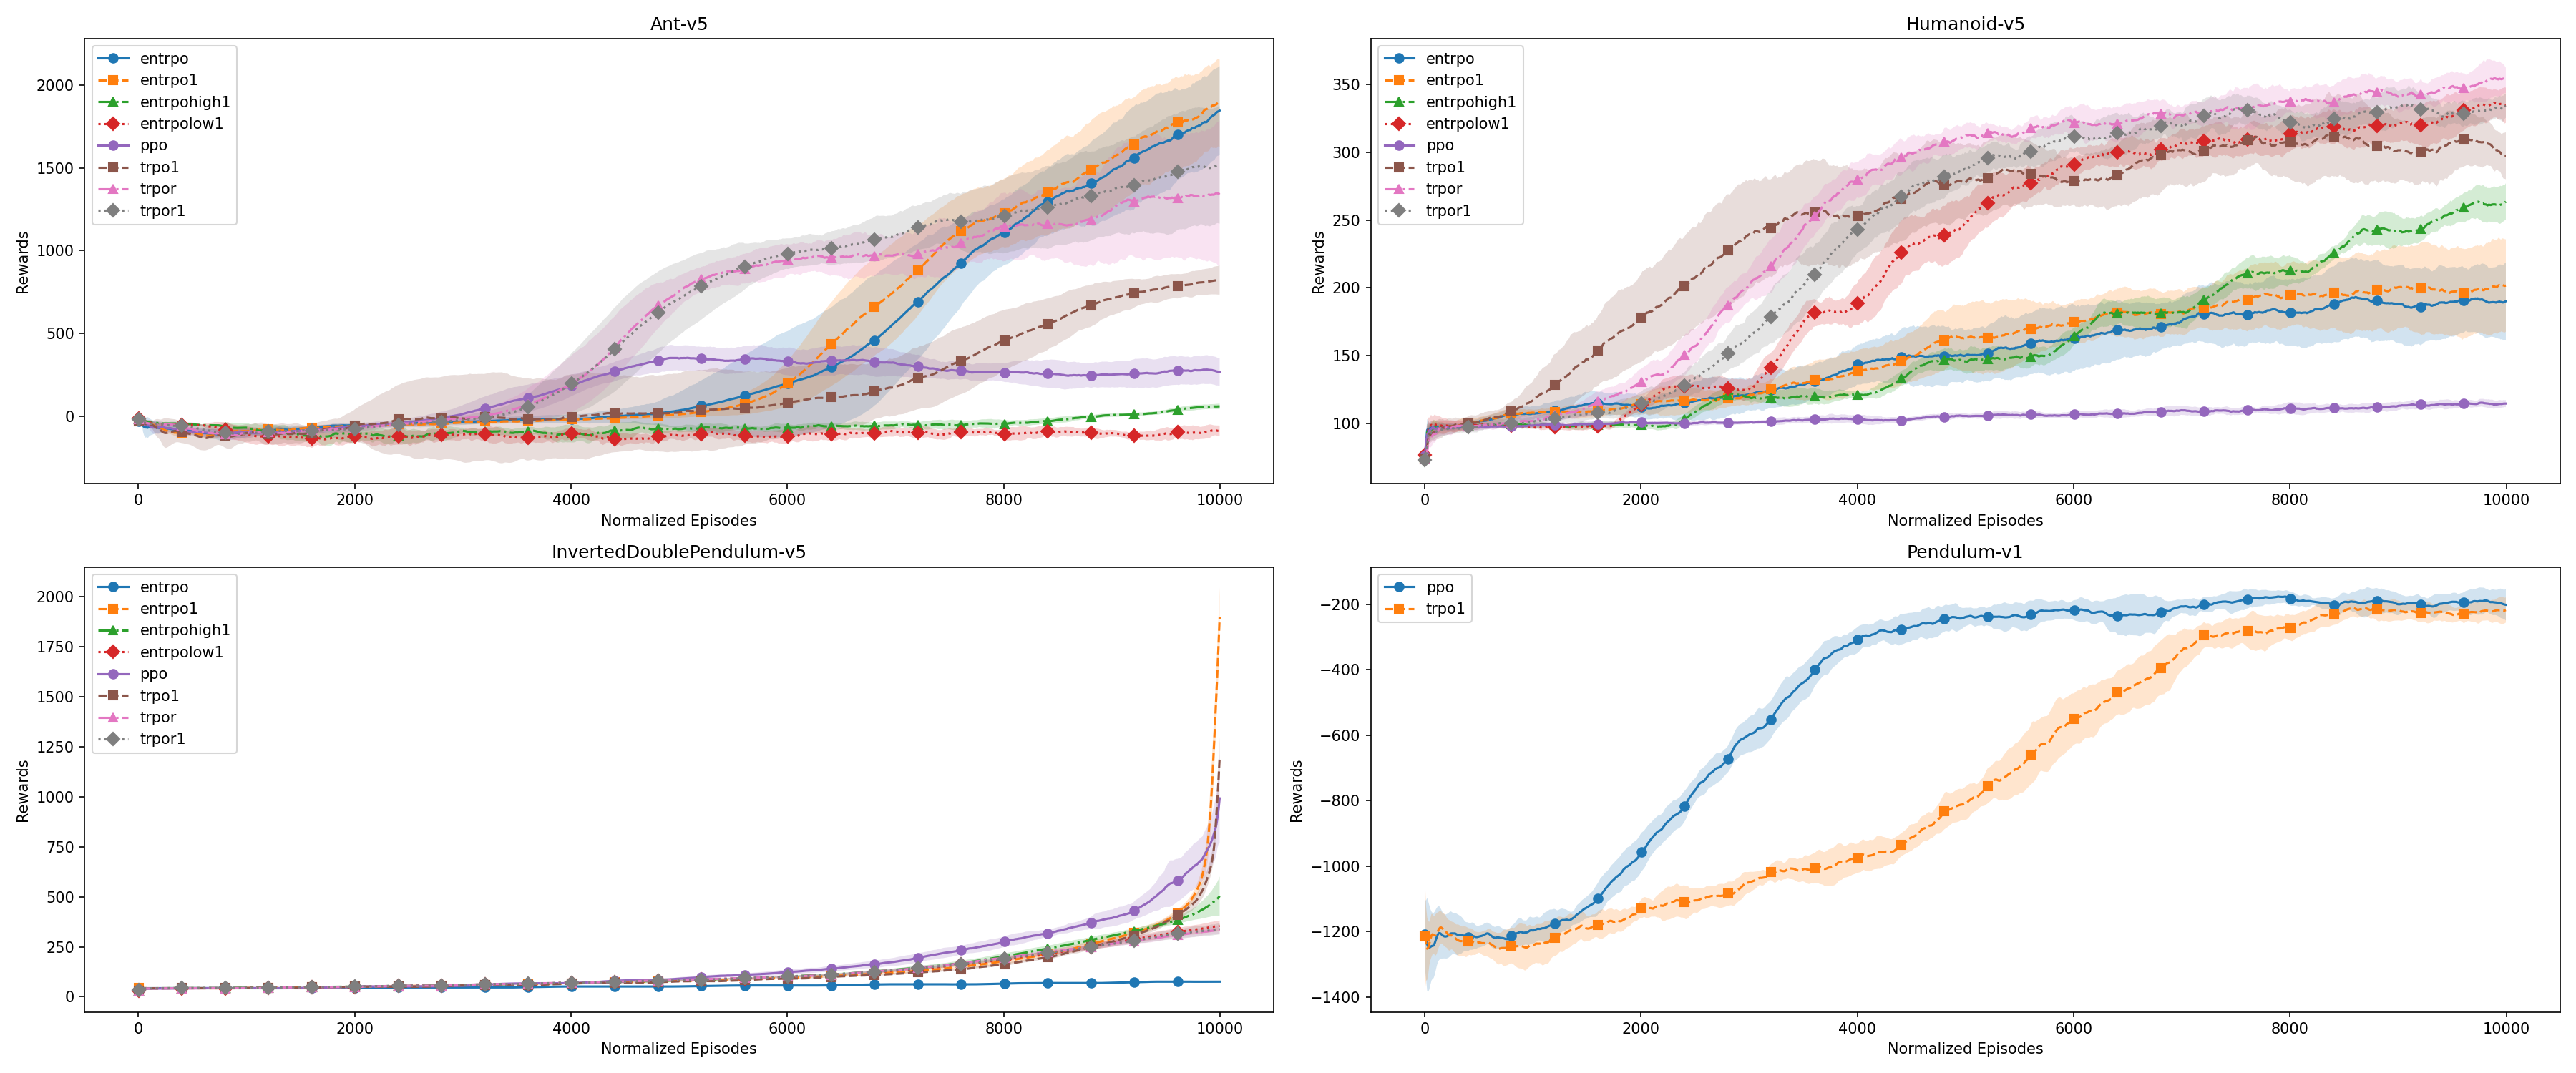 Ant-v5
Rewards
2000
1500
1000
500
0
entrpo
entrpo1
entrpohigh1
entrpolow1
ppo
trpo1
trpor
trpor1
0 2000 4000 6000 8000 10000
Normalized Episodes
Humanoid-v5
Rewards
350
300
250
200
150
100
entrpo
entrpo1
entrpohigh1
entrpolow1
ppo
trpo1
trpor
trpor1
0 2000 4000 6000 8000 10000
Normalized Episodes
InvertedDoublePendulum-v5
Rewards
2000
1750
1500
1250
1000
750
500
250
0
entrpo
entrpo1
entrpohigh1
entrpolow1
ppo
trpo1
trpor
trpor1
0 2000 4000 6000 8000 10000
Normalized Episodes
Pendulum-v1
Rewards
−200
−400
−600
−800
−1000
−1200
−1400
ppo
trpo1
0 2000 4000 6000 8000 10000
Normalized Episodes